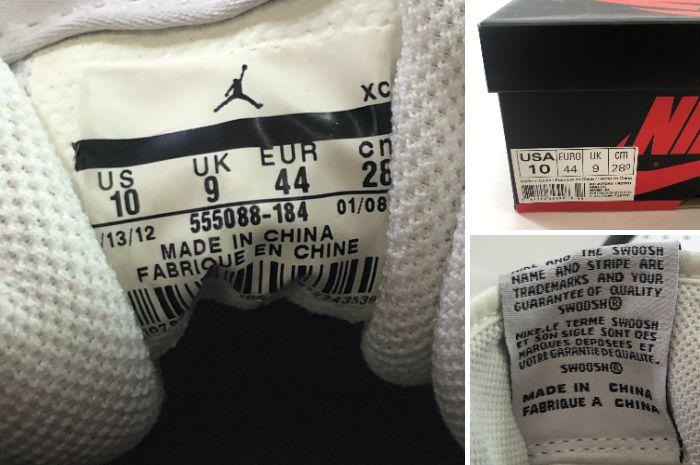 XC
US UK EUR cm
10 9 44 28
/13/12 555088-184 01/08
MADE IN CHINA
FABRIQUE EN CHINE
NIKE
USA EURO UK cm
10 44 9 28⁰
NIKE AND THE SWOOSH
NAME AND STRIPE ARE
TRADEMARKS AND YOUR
GUARANTEE OF QUALITY
SWOOSH®
NIKE, LE TERME SWOOSH
ET SON SIGLE SONT DES
MARQUES DEPOSEES ET
VOTRE GARANTIE DE QUALITE.
SWOOSH®
MADE IN CHINA
FABRIQUE A CHINA